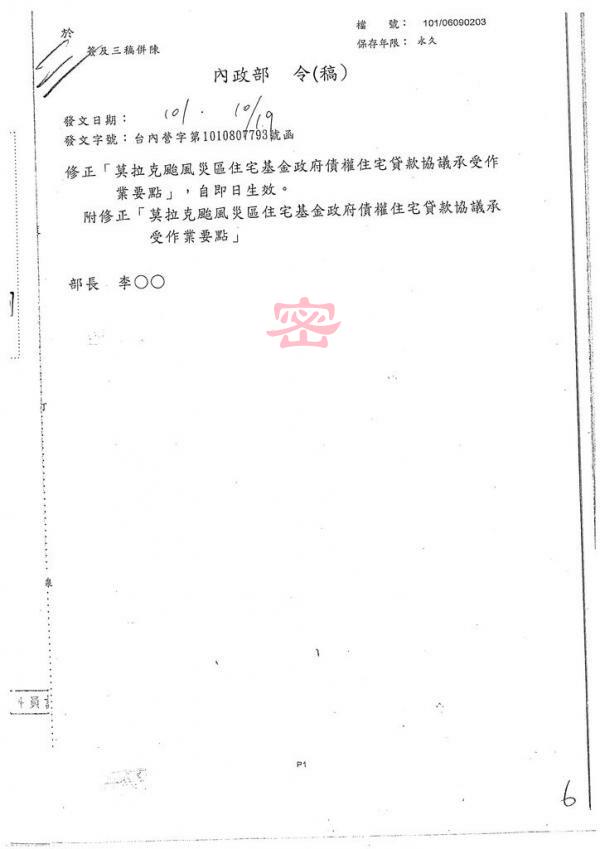 於
檔　　號： 101/06090203
簽及三稿併陳
保存年限： 永久
內政部　令(稿)
發文日期： 101. 10/19
發文字號：台內營字第1010807793號函
修正「莫拉克颱風災區住宅基金政府債權住宅貸款協議承受作
業要點」，自即日生效。
附修正「莫拉克颱風災區住宅基金政府債權住宅貸款協議承
受作業要點」
部長　李○○
密
P1
6